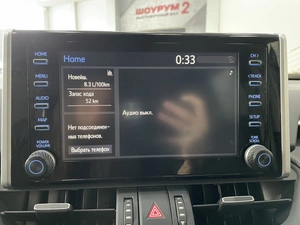 ШОУРУМ 2
HOME
MENU
AUDIO
MAP
POWER
VOLUME
Home
0:33
Новейш.
8.3 L/100km
Запас хода
52 km
Аудио выкл.
Нет подсоединен-
ных телефонов.
Выбрать телефон
CH >
< TRACK
PHONE
SETUP
TUNE
SCROLL